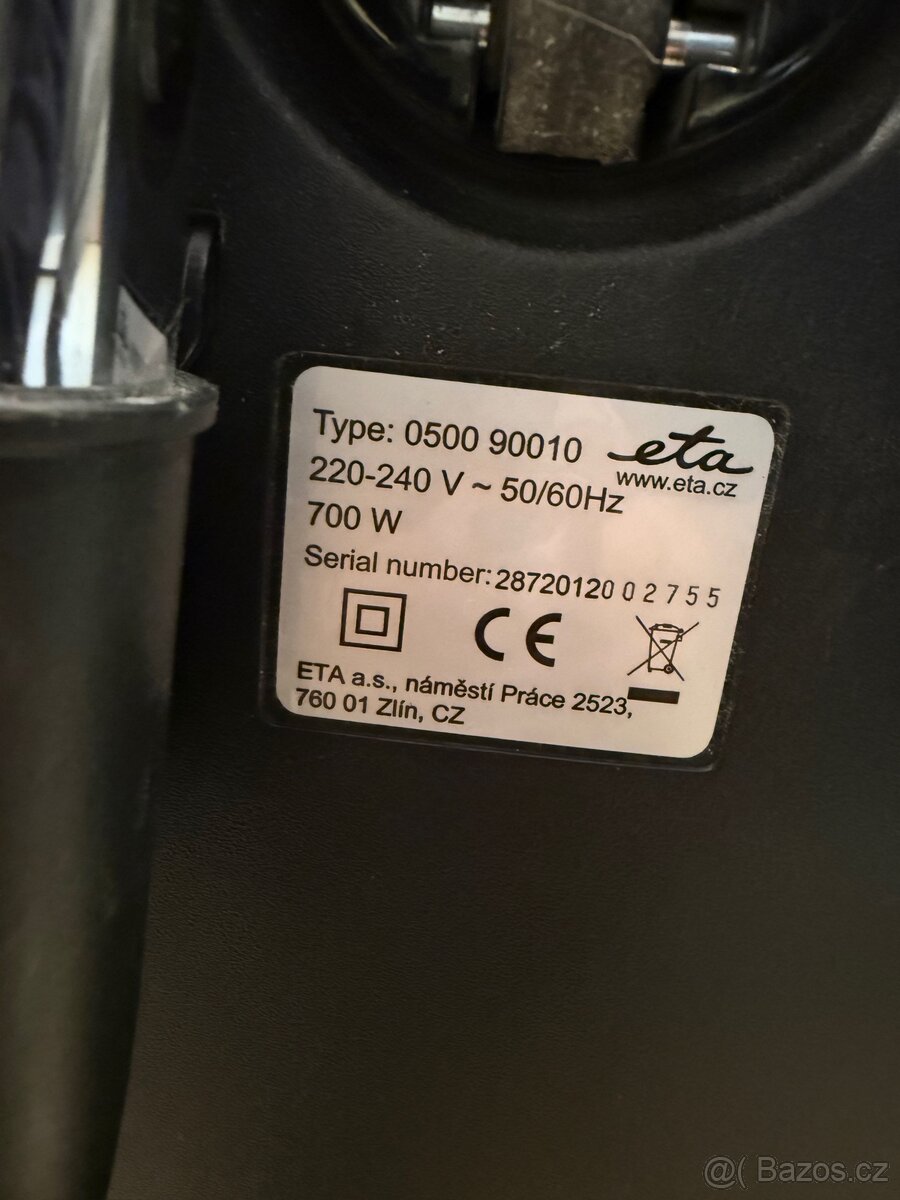 Type: 0500 90010
eta
www.eta.cz
220-240 V ~ 50/60Hz
700 W
Serial number: 2872012002755
CE
ETA a.s., náměstí Práce 2523,
760 01 Zlín, CZ
@( Bazos.cz